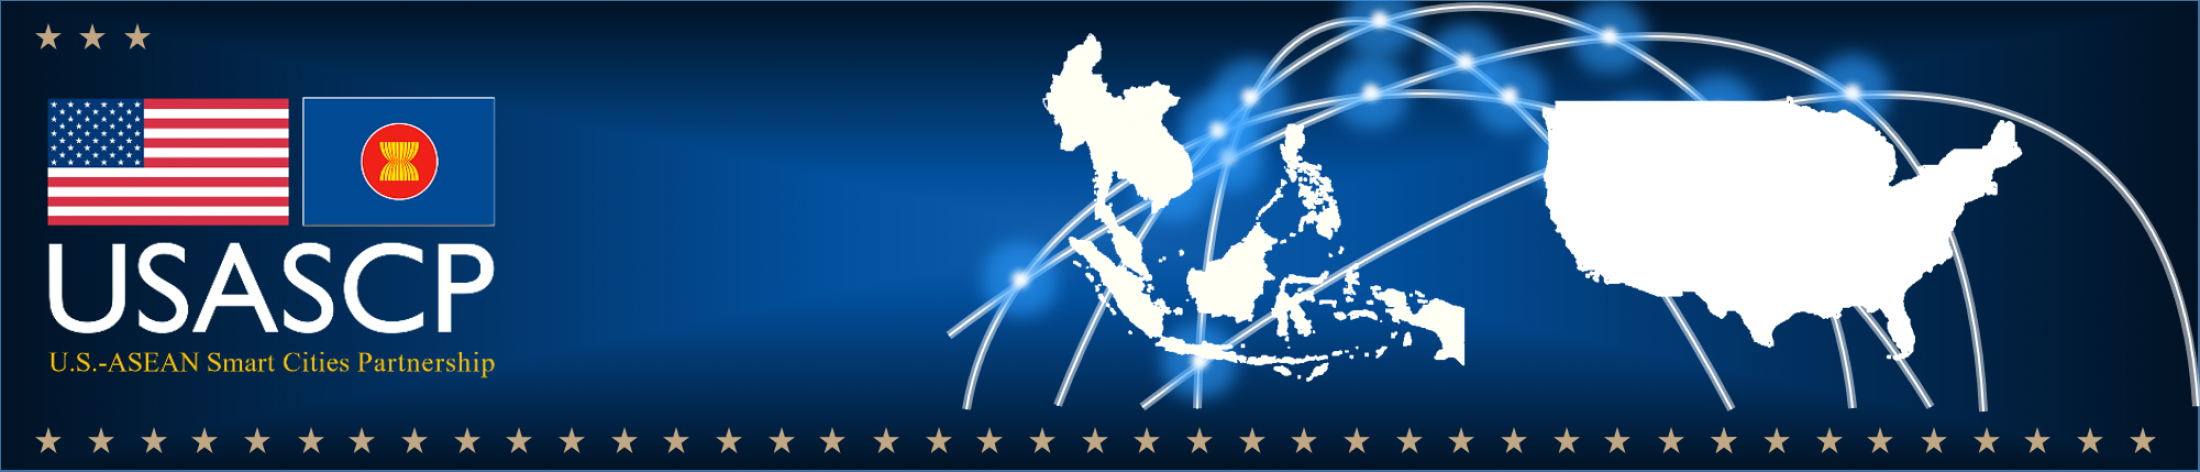 USASCP
U.S.-ASEAN Smart Cities Partnership